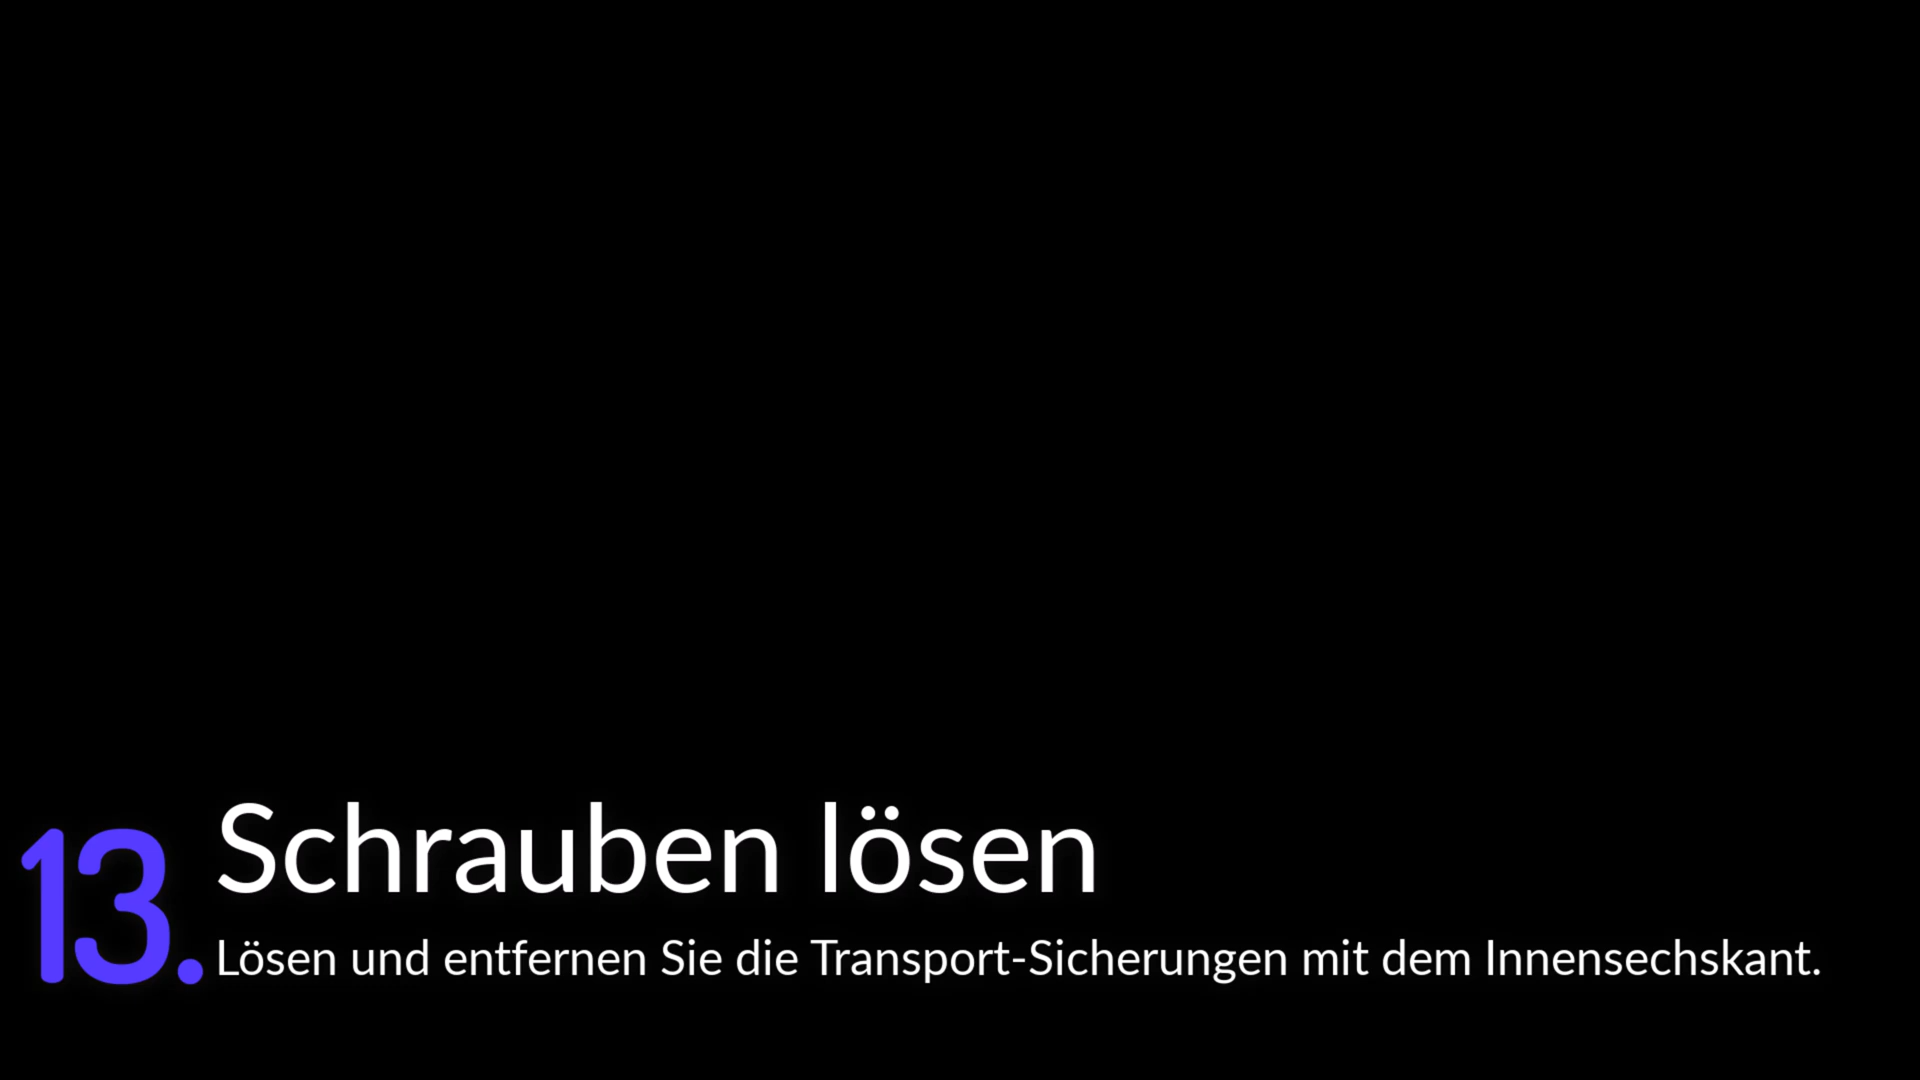 13.
Schrauben lösen
Lösen und entfernen Sie die Transport-Sicherungen mit dem Innensechskant.